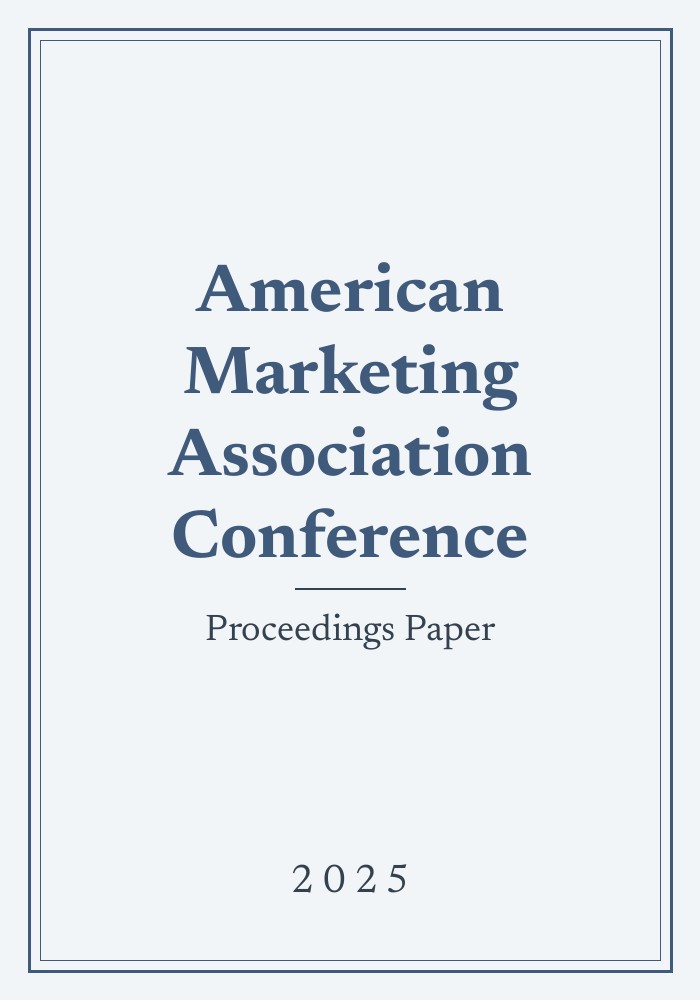 American
Marketing
Association
Conference
Proceedings Paper
2025